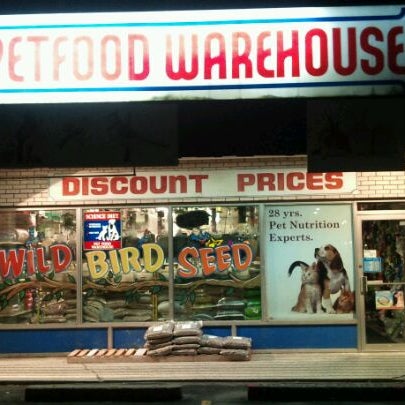 PETFOOD WAREHOUSE
DISCOUNT PRICES
WILD BIRD SEED
SCIENCE DIET
28 yrs.
Pet Nutrition
Experts.